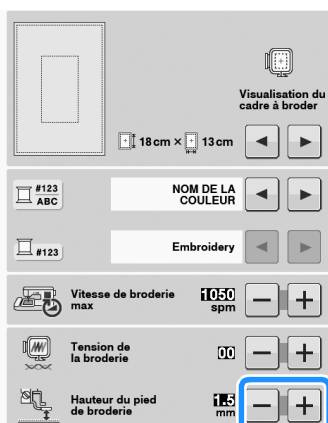 Visualisation du
cadre à broder
18 cm × 13 cm
#123
ABC
NOM DE LA
COULEUR
#123
Embroidery
Vitesse de broderie
max
1050
spm
Tension de
la broderie
00
Hauteur du pied
de broderie
1.5
mm